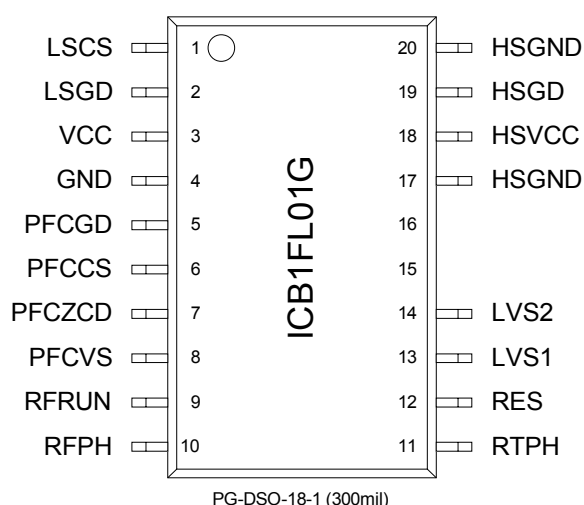 LSCS 1 20 HSGND
LSGD 2 19 HSGD
VCC 3 18 HSVCC
GND 4 17 HSGND
PFCGD 5 16
PFCCS 6 15
PFCZCD 7 14 LVS2
PFCVS 8 13 LVS1
RFRUN 9 12 RES
RFPH 10 11 RTPH
ICB1FL01G
PG-DSO-18-1 (300mil)